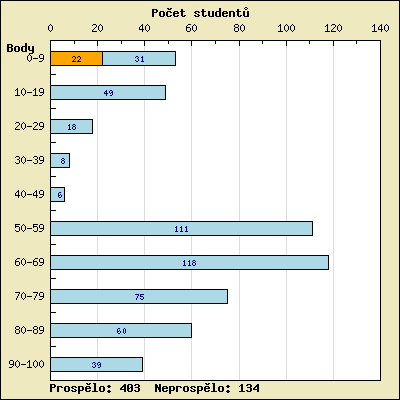 Počet studentů
0 20 40 60 80 100 120 140
Body
0-9 22 31
10-19 49
20-29 18
30-39 8
40-49 6
50-59 111
60-69 118
70-79 75
80-89 60
90-100 39
Prospělo: 403 Neprospělo: 134